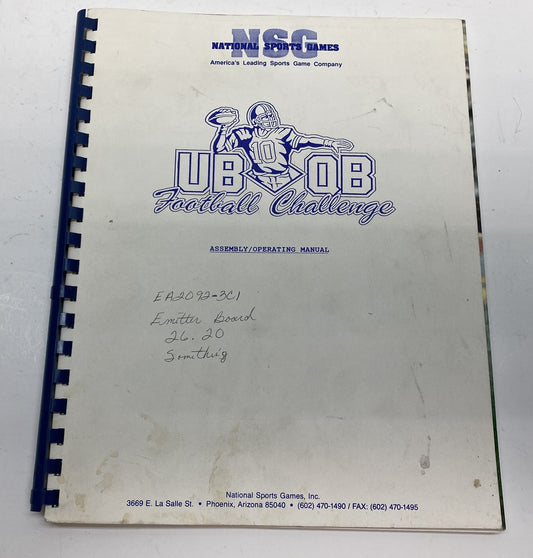 NSG
NATIONAL SPORTS GAMES
America's Leading Sports Game Company
10
UB QB
Football Challenge
ASSEMBLY/OPERATING MANUAL
EA2092-3C1
Emitter Board
26.20
Somithig
National Sports Games, Inc.
3669 E. La Salle St. • Phoenix, Arizona 85040 • (602) 470-1490 / FAX: (602) 470-1495